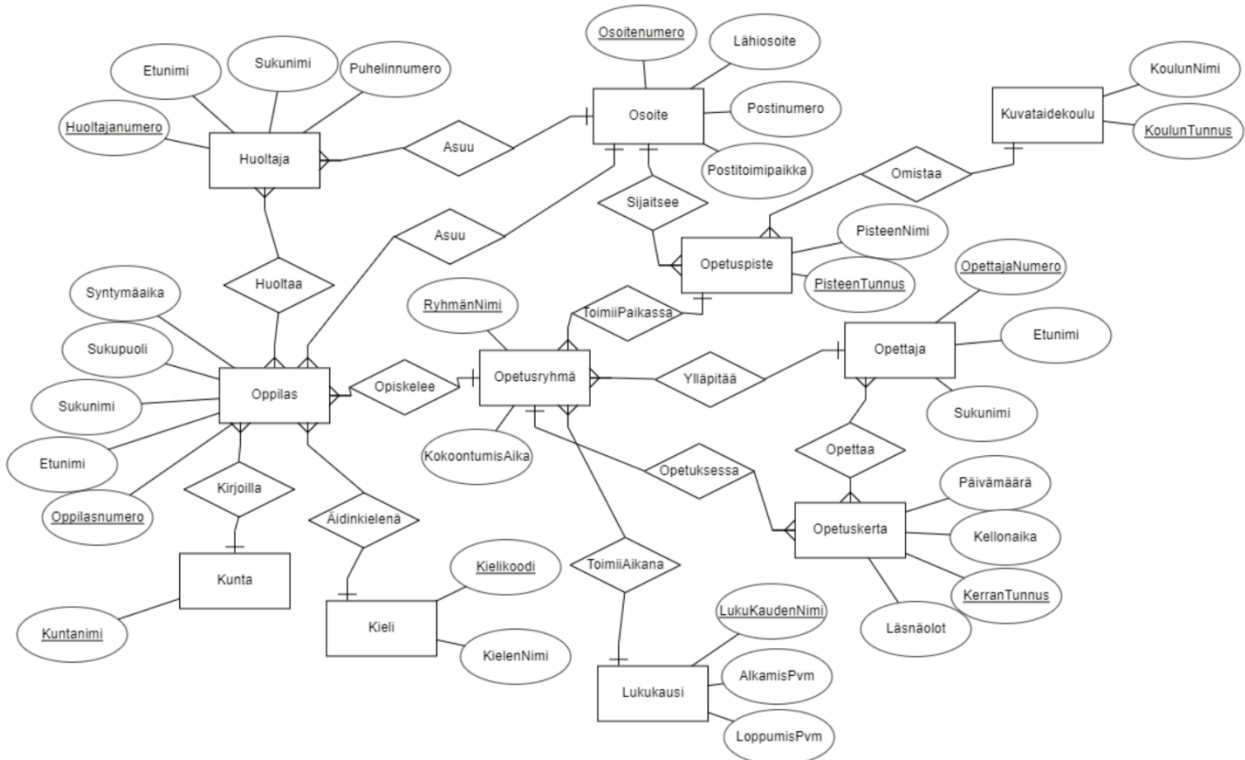 Osoitenumero
Lähiosoite
Sukunimi
Etunimi
Puhelinnumero
KoulunNimi
Huoltajanumero
Osoite
Postinumero
Kuvataidekoulu
KoulunTunnus
Huoltaja
Asuu
Postitoimipaikka
Omistaa
Sijaitsee
Asuu
PisteenNimi
Opetuspiste
OpettajaNumero
Huoltaa
PisteenTunnus
Syntymäaika
RyhmänNimi
ToimiiPaikassa
Etunimi
Sukupuoli
Opettaja
Opiskelee
Opetusryhmä
Ylläpitää
Oppilas
Sukunimi
Sukunimi
KokoontumisAika
Opettaa
Etunimi
Opetuksessa
Päivämäärä
Kirjoilla
Oppilasnumero
Äidinkielenä
Opetuskerta
Kellonaika
Kunta
Kielikoodi
ToimiiAikana
KerranTunnus
LukuKaudenNimi
Kuntanimi
Kieli
Läsnäolot
KielenNimi
AlkamisPvm
Lukukausi
LoppumisPvm